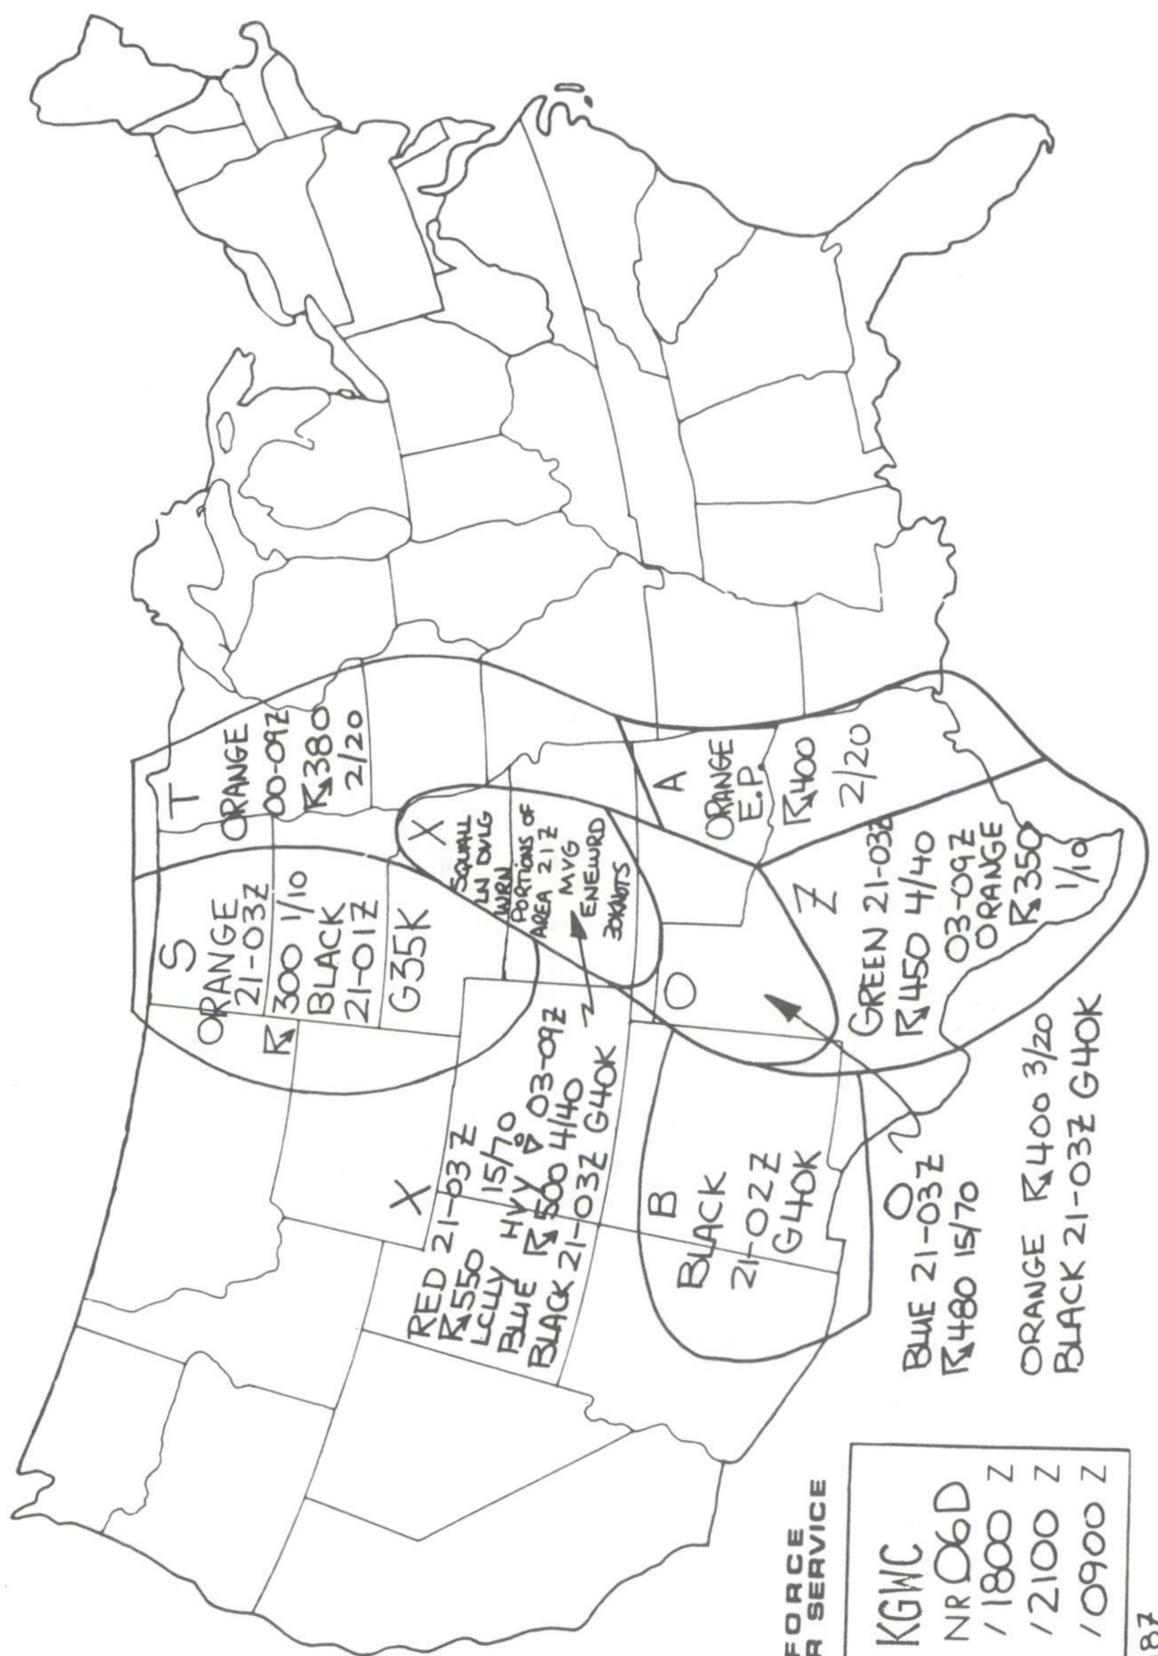 T
ORANGE
00-09Z
380
2/20
S
ORANGE
21-03Z
300 1/10
BLACK
21-01Z
G35K
X
SQUALL
LN DVLG
WRN
PORTIONS OF
AREA 21Z
MVG
ENEWRD
30KNOTS
A
ORANGE
E.P.
400
2/20
X
RED 21-03Z
550 15/70
LCLLY HVY 03-09Z
BLUE 500 4/40
BLACK 21-03Z G40K
O
Z
GREEN 21-03Z
450 4/40
03-09Z
ORANGE
350
1/10
B
BLACK
21-02Z
G40K
O
BLUE 21-03Z
480 15/70
ORANGE 400 3/20
BLACK 21-03Z G40K
FORCE
R SERVICE
KGWC
NR 06D
/1800 Z
/2100 Z
/0900 Z